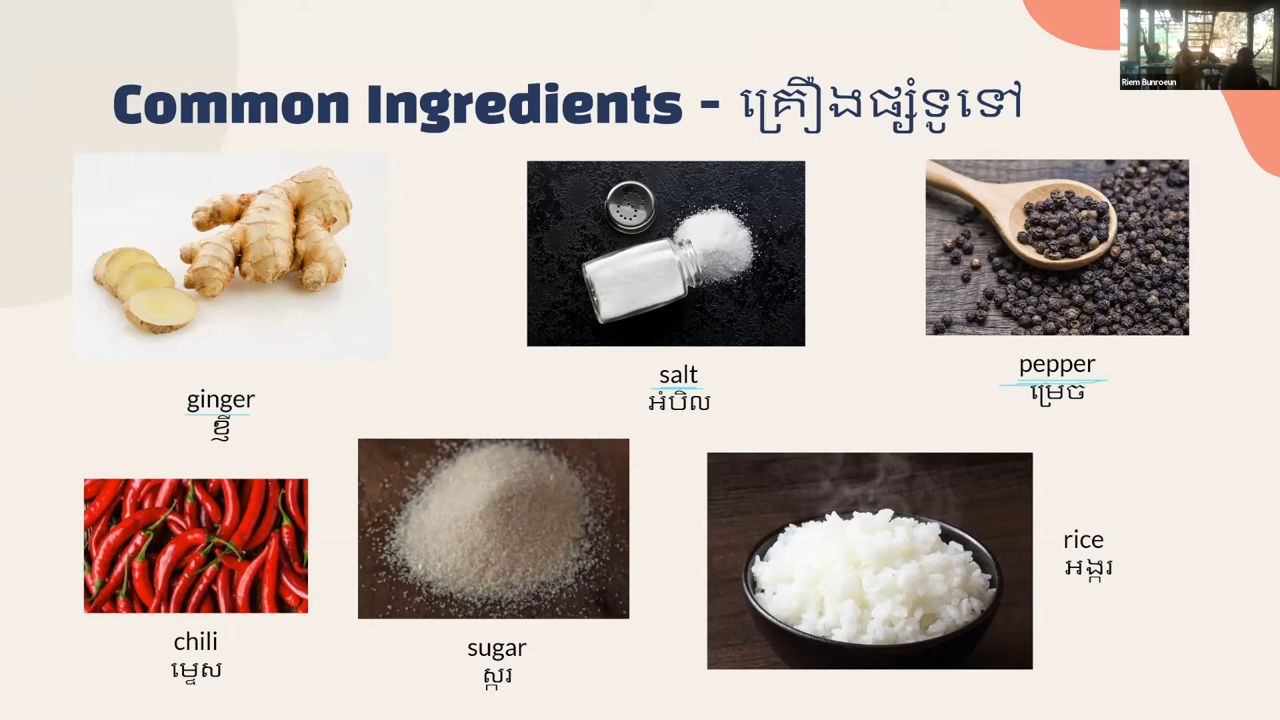 Common Ingredients - គ្រឿងផ្សំទូទៅ
Riem Bunroeun
ginger
ខ្ញី
salt
អំបិល
pepper
ម្រេច
chili
ម្ទេស
sugar
ស្ករ
rice
អង្ករ